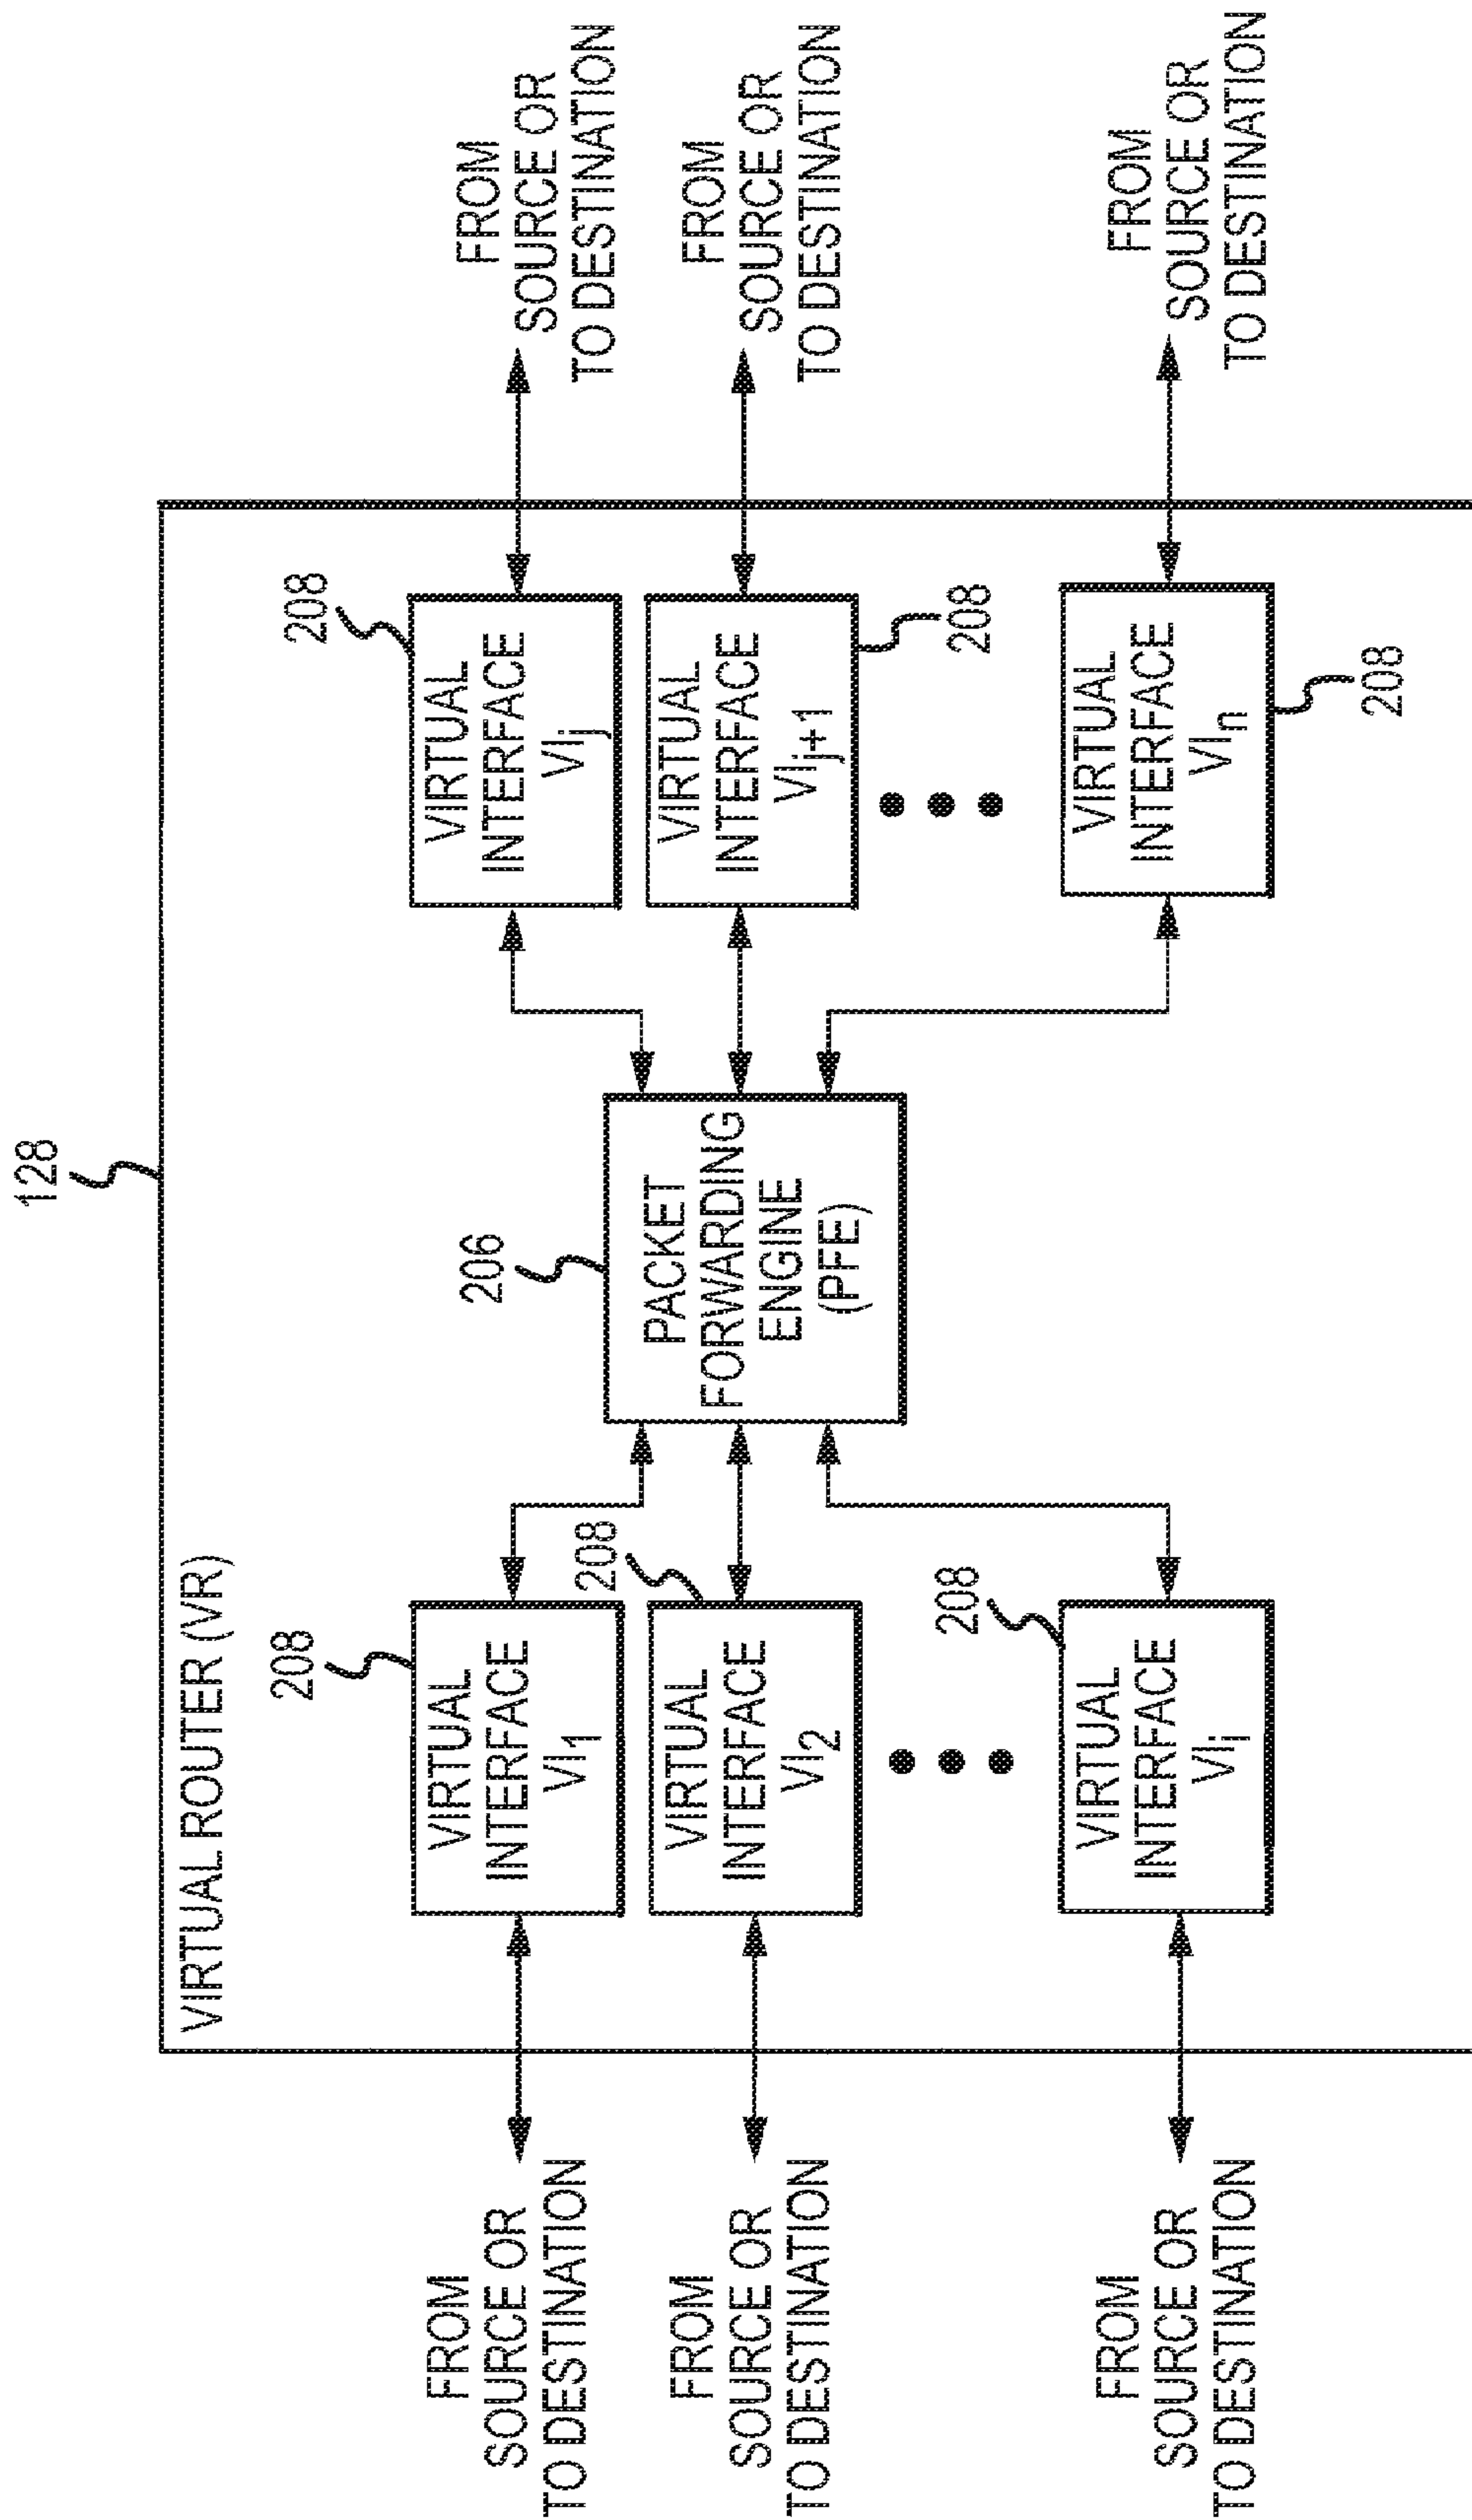 128
VIRTUAL ROUTER (VR)
208
VIRTUAL
INTERFACE
VI1
208
VIRTUAL
INTERFACE
VI2
208
VIRTUAL
INTERFACE
VIi
206
PACKET
FORWARDING
ENGINE
(PFE)
208
VIRTUAL
INTERFACE
VIj
VIRTUAL
INTERFACE
VIj+1
208
VIRTUAL
INTERFACE
VIn
208
FROM
SOURCE OR
TO DESTINATION
FROM
SOURCE OR
TO DESTINATION
FROM
SOURCE OR
TO DESTINATION
FROM
SOURCE OR
TO DESTINATION
FROM
SOURCE OR
TO DESTINATION
FROM
SOURCE OR
TO DESTINATION